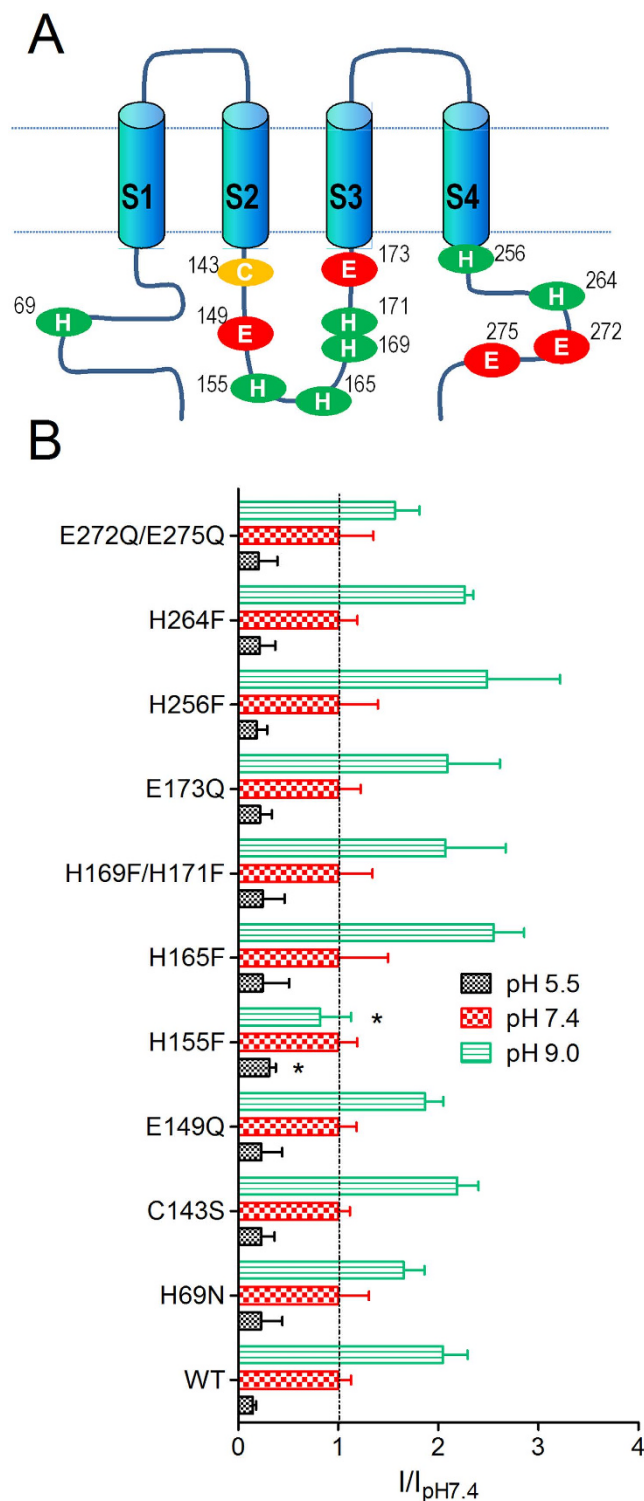 A
S1 S2 S3 S4
143 C E 173 H 256
69 H 149 E H 171 H 264
H 169 275 E E 272
155 H H 165
B
E272Q/E275Q
H264F
H256F
E173Q
H169F/H171F
H165F
pH 5.5
pH 7.4
pH 9.0
H155F * *
E149Q
C143S
H69N
WT
0 1 2 3 4
I/IpH7.4